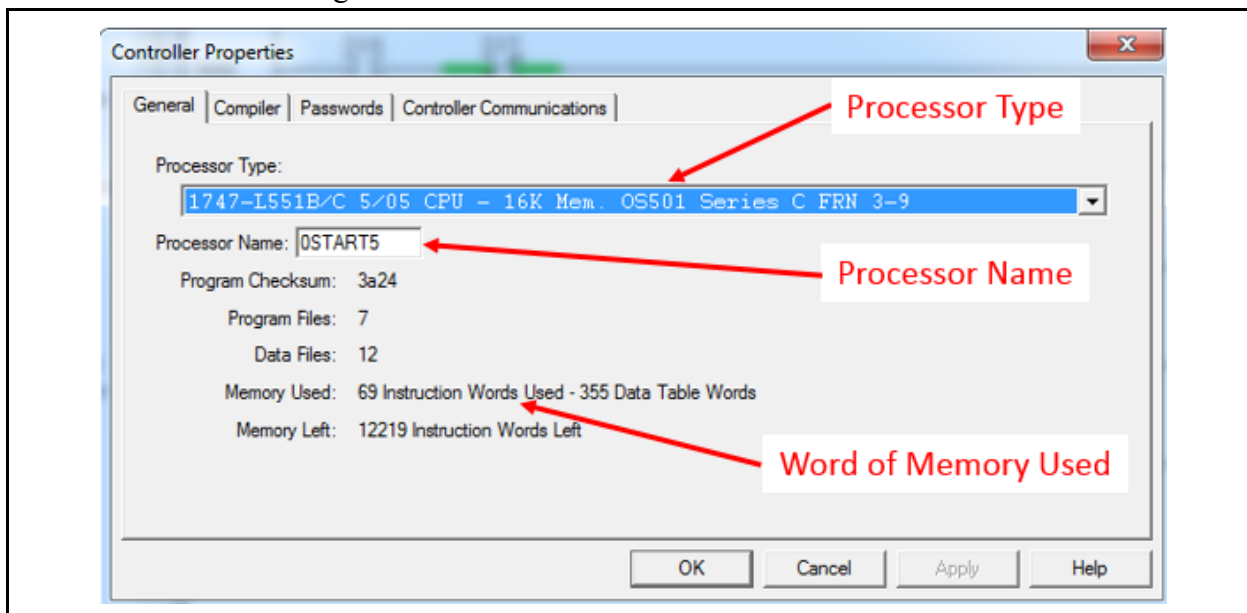 Controller Properties
General Compiler Passwords Controller Communications
Processor Type
Processor Type:
1747-L551B/C 5/05 CPU - 16K Mem. OS501 Series C FRN 3-9
Processor Name: 0START5
Processor Name
Program Checksum: 3a24
Program Files: 7
Data Files: 12
Memory Used: 69 Instruction Words Used - 355 Data Table Words
Memory Left: 12219 Instruction Words Left
Word of Memory Used
OK Cancel Apply Help